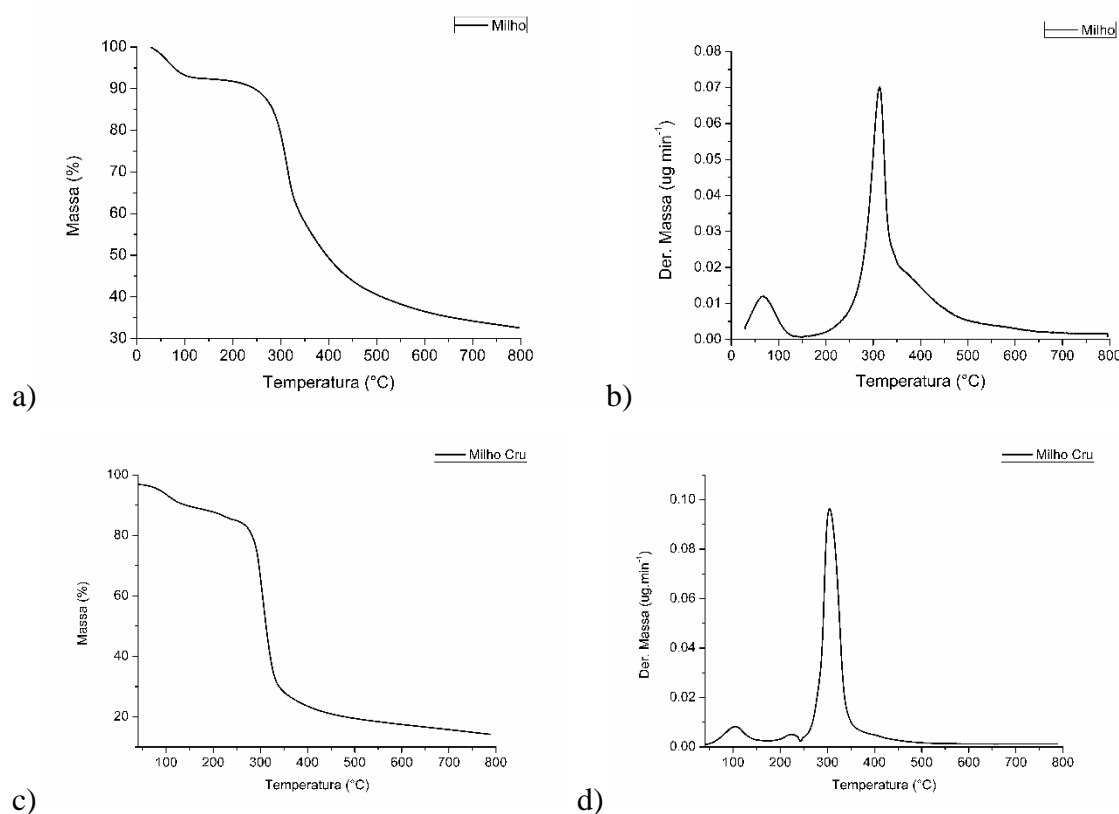 Milho
100
90
80
70
60
50
40
30
Massa (%)
0 100 200 300 400 500 600 700 800
Temperatura (°C)
a)
Milho
0.08
0.07
0.06
0.05
0.04
0.03
0.02
0.01
0.00
Der. Massa (ug min⁻¹)
0 100 200 300 400 500 600 700 800
Temperatura (°C)
b)
Milho Cru
100
80
60
40
20
Massa (%)
100 200 300 400 500 600 700 800
Temperatura (°C)
c)
Milho Cru
0.10
0.08
0.06
0.04
0.02
0.00
Der. Massa (ug.min⁻¹)
100 200 300 400 500 600 700 800
Temperatura (°C)
d)